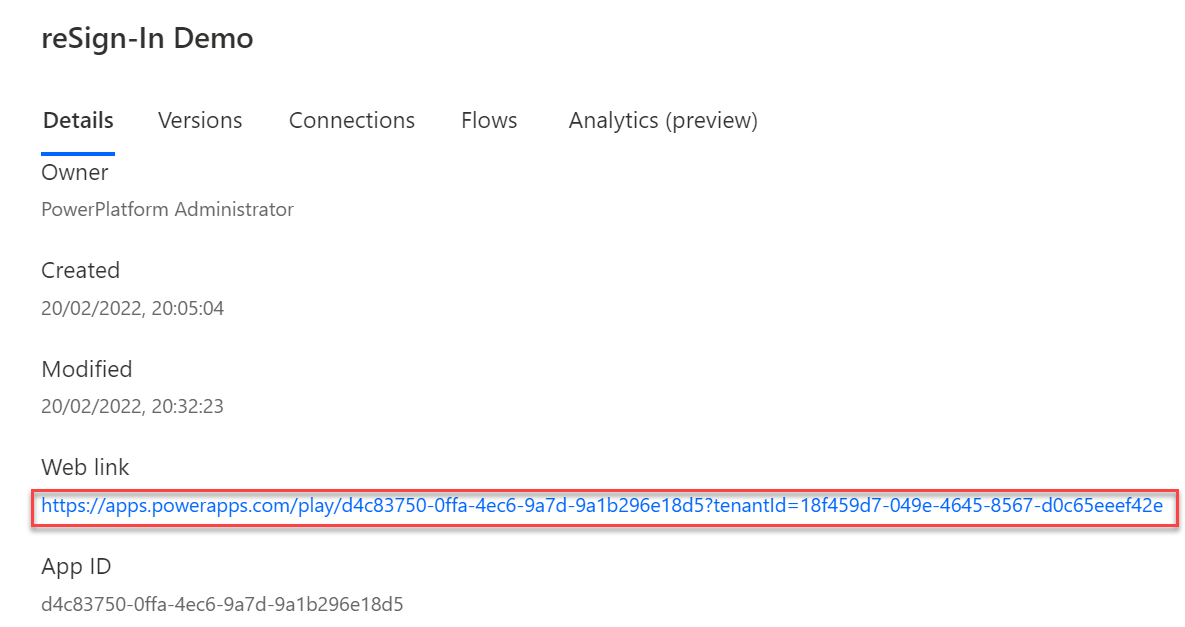 reSign-In Demo
Details Versions Connections Flows Analytics (preview)
Owner
PowerPlatform Administrator
Created
20/02/2022, 20:05:04
Modified
20/02/2022, 20:32:23
Web link
https://apps.powerapps.com/play/d4c83750-0ffa-4ec6-9a7d-9a1b296e18d5?tenantId=18f459d7-049e-4645-8567-d0c65eeef42e
App ID
d4c83750-0ffa-4ec6-9a7d-9a1b296e18d5